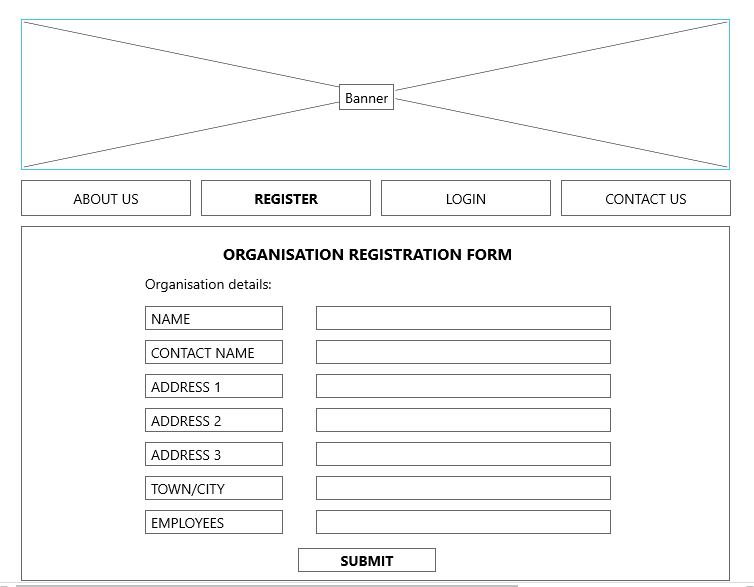 Banner
ABOUT US REGISTER LOGIN CONTACT US
ORGANISATION REGISTRATION FORM
Organisation details:
NAME
CONTACT NAME
ADDRESS 1
ADDRESS 2
ADDRESS 3
TOWN/CITY
EMPLOYEES
SUBMIT